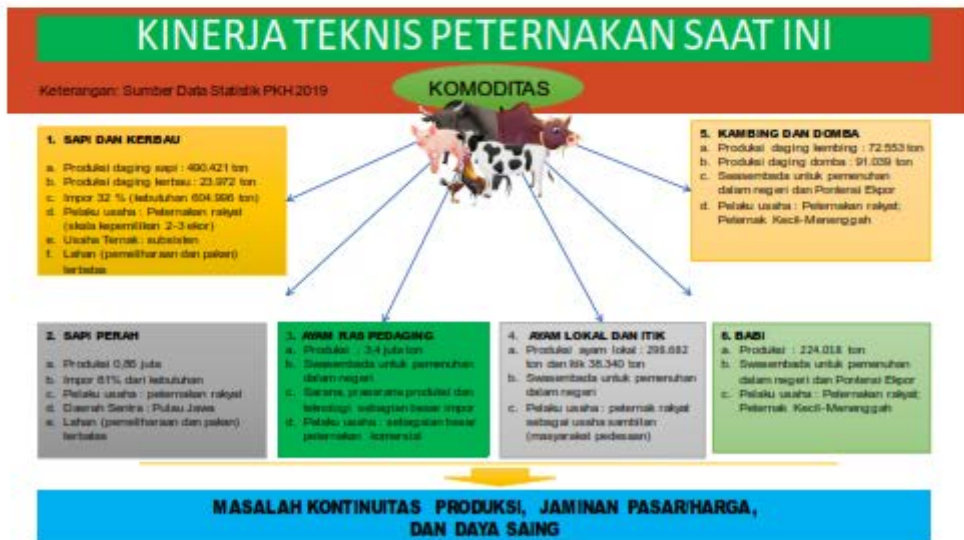 KINERJA TEKNIS PETERNAKAN SAAT INI
Keterangan: Sumber Data Statistik PKH 2019
KOMODITAS
1. SAPI DAN KERBAU
a. Produksi daging sapi : 490.421 ton
b. Produksi daging kerbau : 23.972 ton
c. Impor 32 % (kebutuhan 604.996 ton)
d. Pelaku usaha : Peternakan rakyat
(skala kepemilikan 2-3 ekor)
e. Usaha Ternak : subsisten
f. Lahan (pemeliharaan dan pakan)
terbatas
5. KAMBING DAN DOMBA
a. Produksi daging kambing : 72.553 ton
b. Produksi daging domba : 91.039 ton
c. Swasembada untuk pemenuhan
dalam negeri dan Pontensi Ekpor
d. Pelaku usaha : Peternakan rakyat;
Peternak Kecil-Menenggah
2. SAPI PERAH
a. Produksi 0,86 juta
b. Impor 81% dari kebutuhan
c. Pelaku usaha : peternakan rakyat
d. Daerah Sentra : Pulau Jawa
e. Lahan (pemeliharaan dan pakan)
terbatas
3. AYAM RAS PEDAGING
a. Produksi : 3,4 juta ton
b. Swasembada untuk pemenuhan
dalam negeri
c. Sarana, prasarana produksi dan
teknologi sebagian besar impor
d. Pelaku usaha : sebagaian besar
peternakan komersial
4. AYAM LOKAL DAN ITIK
a. Produksi ayam lokal : 298.682
ton dan itik 38.340 ton
b. Swasembada untuk pemenuhan
dalam negeri
c. Pelaku usaha : peternak rakyat
sebagai usaha sambilan
(masyarakat pedesaan)
6. BABI
a. Produksi : 224.018 ton
b. Swasembada untuk pemenuhan
dalam negeri dan Pontensi Ekpor
c. Pelaku usaha : Peternakan rakyat;
Peternak Kecil-Menenggah
MASALAH KONTINUITAS PRODUKSI, JAMINAN PASAR/HARGA,
DAN DAYA SAING